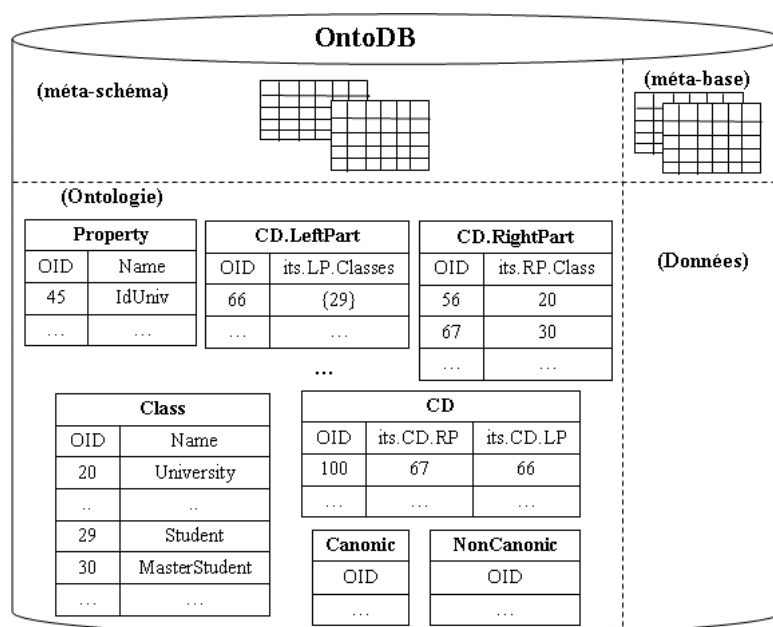 OntoDB
(méta-schéma)
(méta-base)
(Ontologie)
(Données)
Property
OID Name
45 IdUniv
... ...
CD.LeftPart
OID its.LP.Classes
66 {29}
... ...
CD.RightPart
OID its.RP.Class
56 20
67 30
... ...
...
Class
OID Name
20 University
.. ..
29 Student
30 MasterStudent
... ...
CD
OID its.CD.RP its.CD.LP
100 67 66
... ... ...
Canonic
OID
...
NonCanonic
OID
...